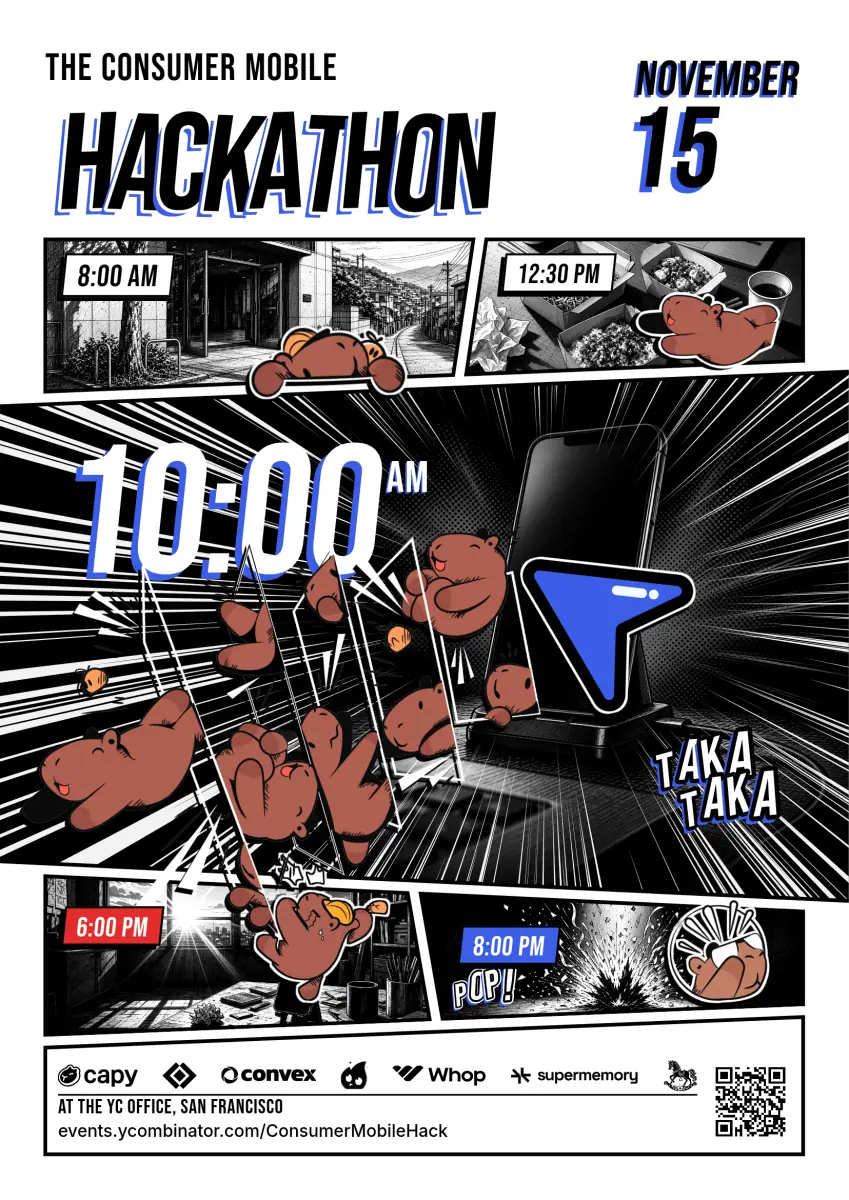 THE CONSUMER MOBILE
HACKATHON
NOVEMBER
15
8:00 AM
12:30 PM
10:00 AM
TAKA
TAKA
6:00 PM
8:00 PM
POP!
capy
convex
Whop
supermemory
AT THE YC OFFICE, SAN FRANCISCO
events.ycombinator.com/ConsumerMobileHack